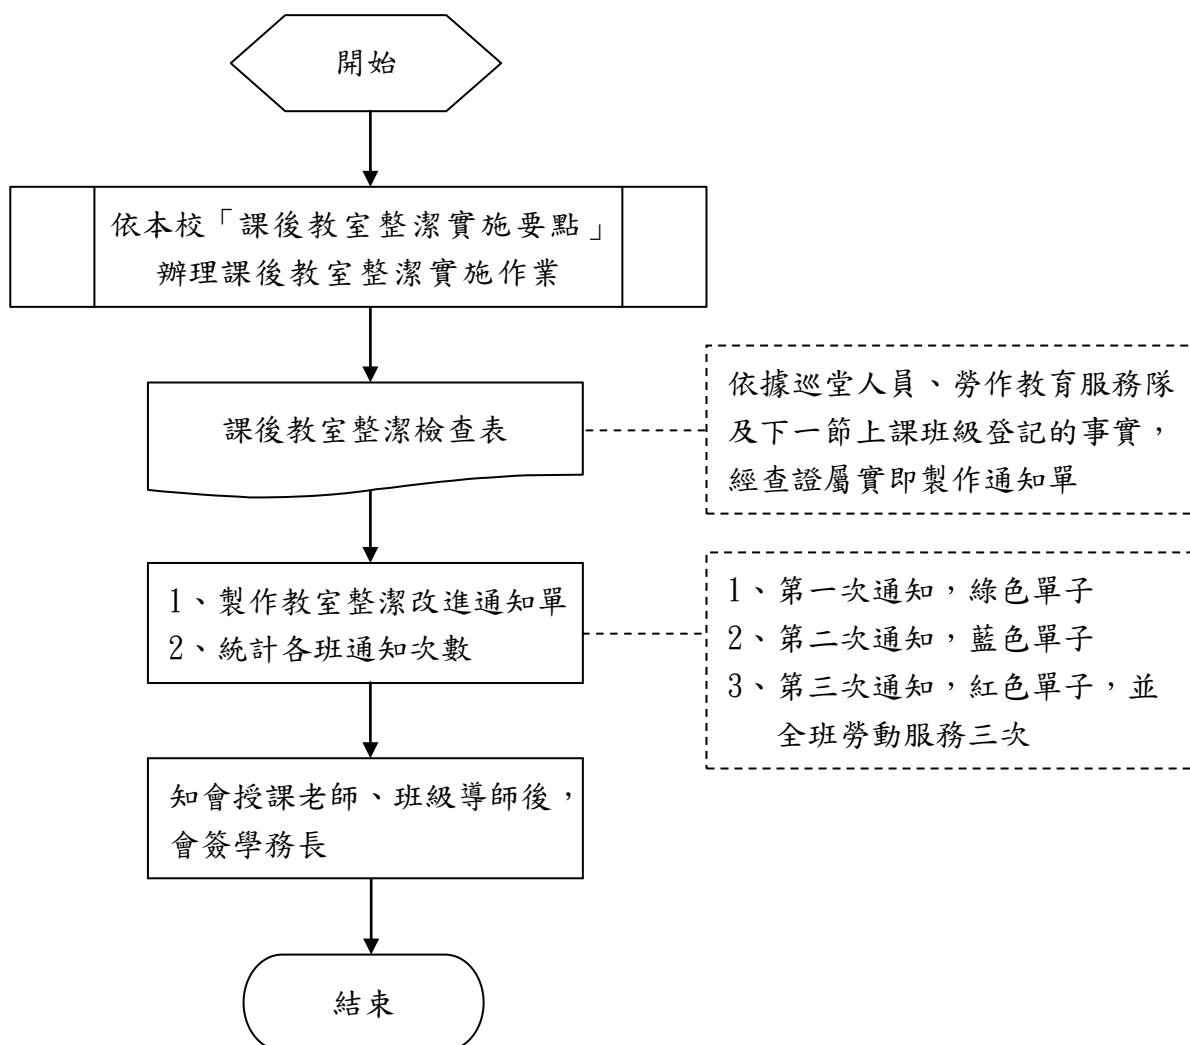 開始
依本校「課後教室整潔實施要點」
辦理課後教室整潔實施作業
課後教室整潔檢查表
依據巡堂人員、勞作教育服務隊
及下一節上課班級登記的事實，
經查證屬實即製作通知單
1、製作教室整潔改進通知單
2、統計各班通知次數
1、第一次通知，綠色單子
2、第二次通知，藍色單子
3、第三次通知，紅色單子，並
全班勞動服務三次
知會授課老師、班級導師後，
會簽學務長
結束